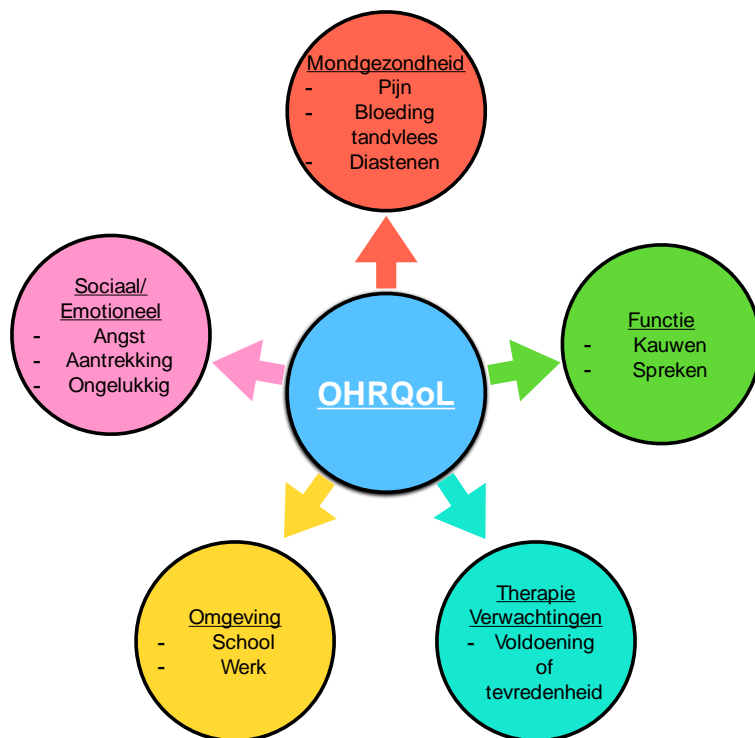 Mondgezondheid
- Pijn
- Bloeding
tandvlees
- Diastenen
Sociaal/
Emotioneel
- Angst
- Aantrekking
- Ongelukkig
Functie
- Kauwen
- Spreken
OHRQoL
Omgeving
- School
- Werk
Therapie
Verwachtingen
- Voldoening
of
tevredenheid